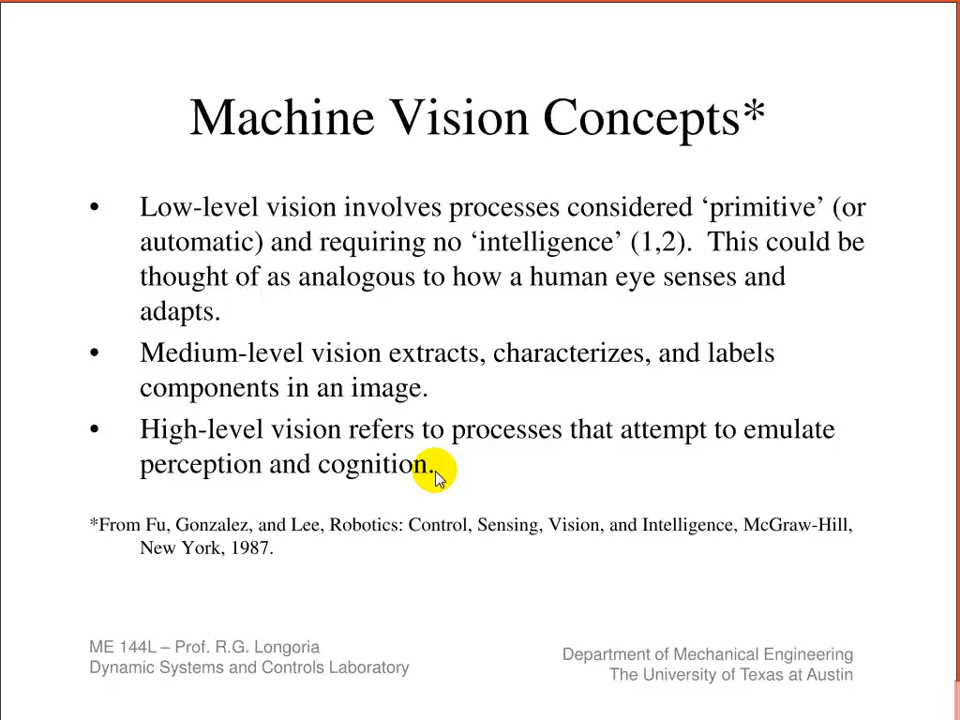 Machine Vision Concepts*
• Low-level vision involves processes considered ‘primitive’ (or
automatic) and requiring no ‘intelligence’ (1,2).  This could be
thought of as analogous to how a human eye senses and
adapts.
• Medium-level vision extracts, characterizes, and labels
components in an image.
• High-level vision refers to processes that attempt to emulate
perception and cognition.
*From Fu, Gonzalez, and Lee, Robotics: Control, Sensing, Vision, and Intelligence, McGraw-Hill,
New York, 1987.
ME 144L – Prof. R.G. Longoria
Dynamic Systems and Controls Laboratory
Department of Mechanical Engineering
The University of Texas at Austin